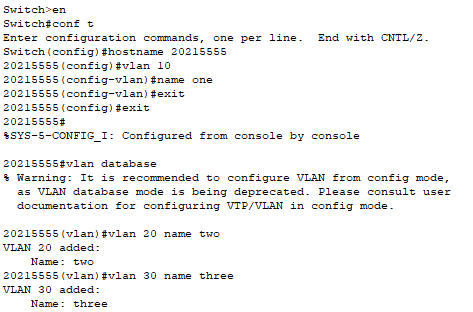 Switch>en
Switch#conf t
Enter configuration commands, one per line.  End with CNTL/Z.
Switch(config)#hostname 20215555
20215555(config)#vlan 10
20215555(config-vlan)#name one
20215555(config-vlan)#exit
20215555(config)#exit
20215555#
%SYS-5-CONFIG_I: Configured from console by console

20215555#vlan database
% Warning: It is recommended to configure VLAN from config mode,
  as VLAN database mode is being deprecated. Please consult user
  documentation for configuring VTP/VLAN in config mode.

20215555(vlan)#vlan 20 name two
VLAN 20 added:
    Name: two
20215555(vlan)#vlan 30 name three
VLAN 30 added:
    Name: three